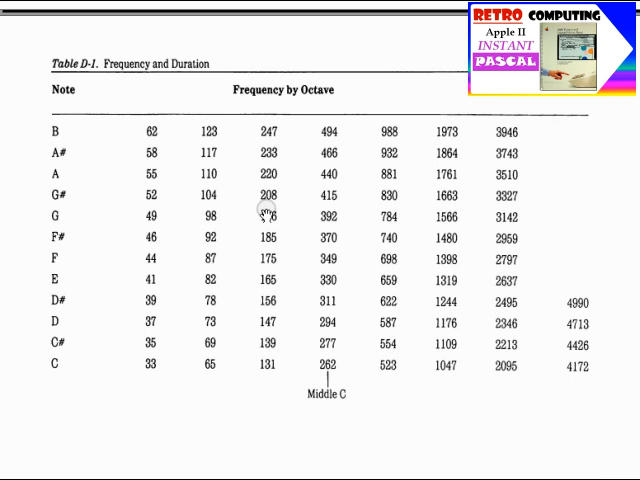 RETRO COMPUTING
Apple II
INSTANT
PASCAL
Table D-1. Frequency and Duration
Note Frequency by Octave
B 62 123 247 494 988 1973 3946
A# 58 117 233 466 932 1864 3743
A 55 110 220 440 881 1761 3510
G# 52 104 208 415 830 1663 3327
G 49 98 392 784 1566 3142
F# 46 92 185 370 740 1480 2959
F 44 87 175 349 698 1398 2797
E 41 82 165 330 659 1319 2637
D# 39 78 156 311 622 1244 2495 4990
D 37 73 147 294 587 1176 2346 4713
C# 35 69 139 277 554 1109 2213 4426
C 33 65 131 262 523 1047 2095 4172
Middle C